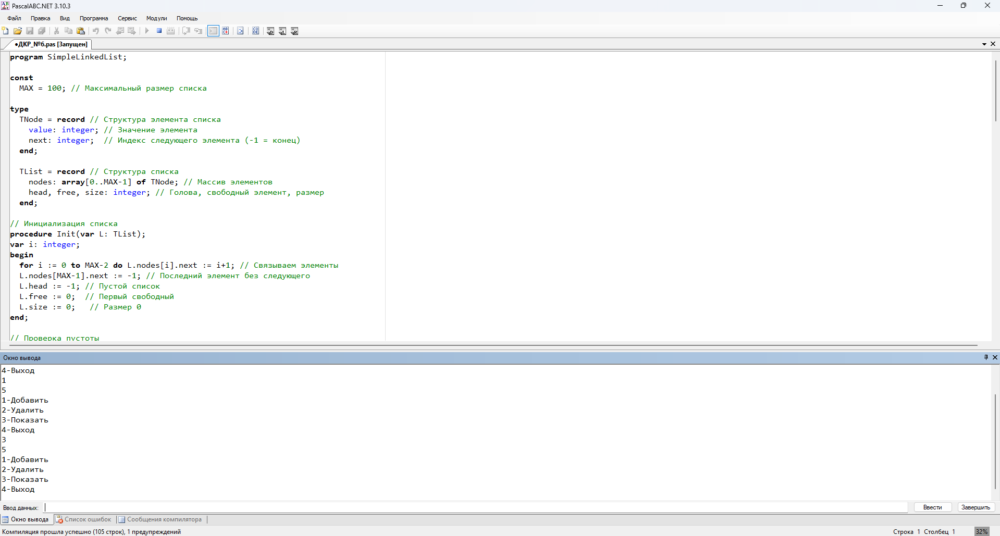 PascalABC.NET 3.10.3
Файл Правка Вид Программа Сервис Модули Помощь
•ДКР_№6.pas [Запущен]
program SimpleLinkedList;
const
MAX = 100; // Максимальный размер списка
type
TNode = record // Структура элемента списка
value: integer; // Значение элемента
next: integer; // Индекс следующего элемента (-1 = конец)
end;
TList = record // Структура списка
nodes: array[0..MAX-1] of TNode; // Массив элементов
head, free, size: integer; // Голова, свободный элемент, размер
end;
// Инициализация списка
procedure Init(var L: TList);
var i: integer;
begin
for i := 0 to MAX-2 do L.nodes[i].next := i+1; // Связываем элементы
L.nodes[MAX-1].next := -1; // Последний элемент без следующего
L.head := -1; // Пустой список
L.free := 0; // Первый свободный
L.size := 0; // Размер 0
end;
// Проверка пустоты
Окно вывода
4-Выход
1
5
1-Добавить
2-Удалить
3-Показать
4-Выход
3
5
1-Добавить
2-Удалить
3-Показать
4-Выход
Ввод данных: Ввести Завершить
Окно вывода Список ошибок Сообщения компилятора
Компиляция прошла успешно (105 строк), 1 предупреждений Строка 1 Столбец 1 32%